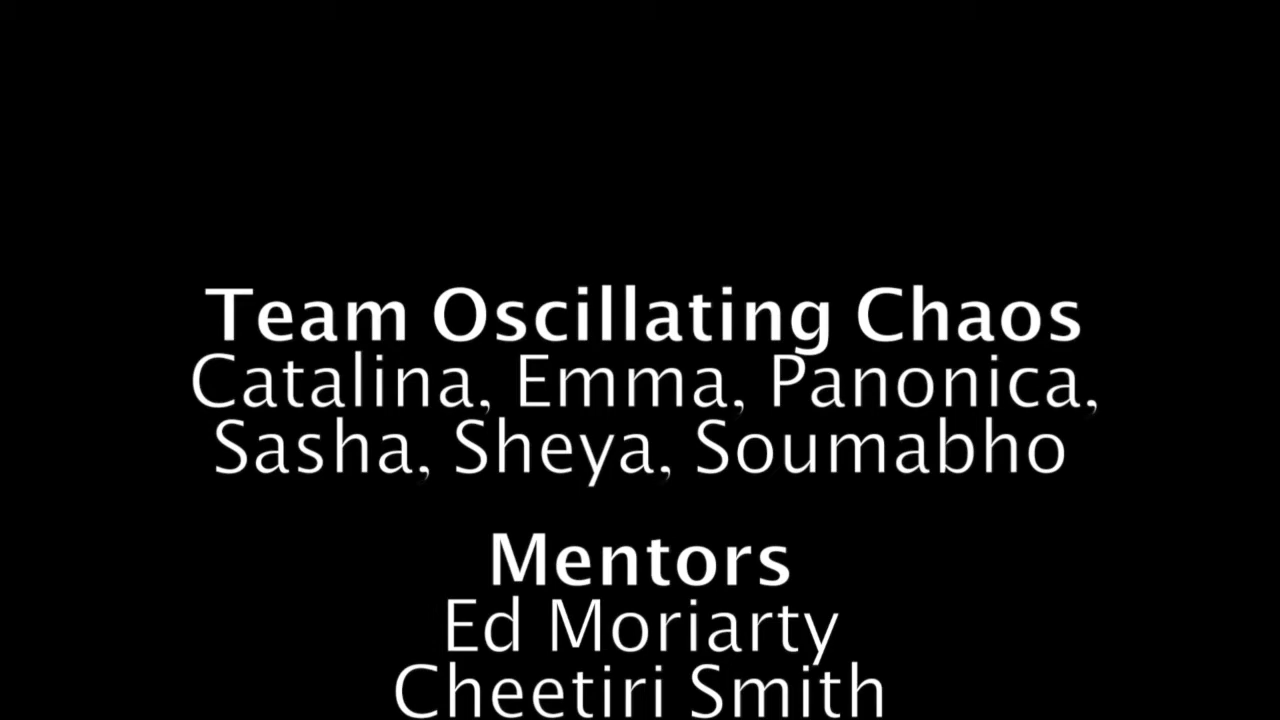 Team Oscillating Chaos
Catalina, Emma, Panonica,
Sasha, Sheya, Soumabho
Mentors
Ed Moriarty
Cheetiri Smith